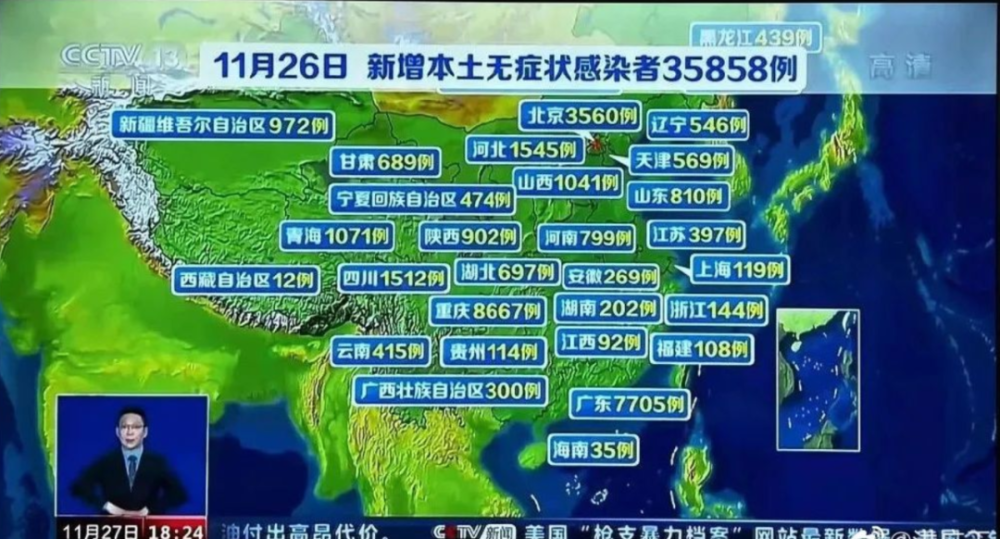 黑龙江439例
CCTV 13
新闻
11月26日 新增本土无症状感染者35858例
高清
新疆维吾尔自治区972例
北京3560例
辽宁546例
甘肃689例
河北1545例
天津569例
宁夏回族自治区474例
山西1041例
山东810例
青海1071例
陕西902例
河南799例
江苏397例
西藏自治区12例
四川1512例
湖北697例
安徽269例
上海119例
重庆8667例
湖南202例
浙江144例
云南415例
贵州114例
江西92例
福建108例
广西壮族自治区300例
广东7705例
海南35例
11月27日 18:24
油付出高昂代价。 CCTV新闻 美国“枪支暴力档案”网站最新数